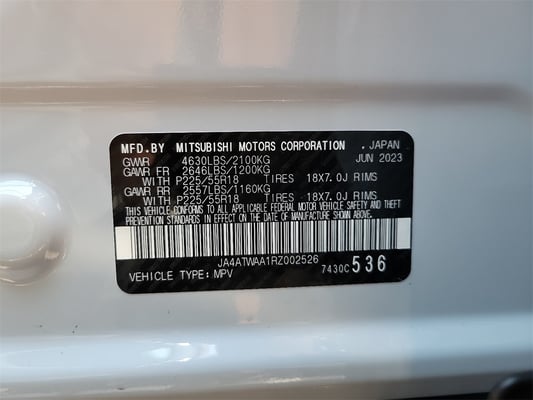 MFD.BY MITSUBISHI MOTORS CORPORATION . JAPAN
GVWR 4630LBS/2100KG JUN 2023
GAWR FR 2646LBS/1200KG
WITH P225/55R18 TIRES 18X7.0J RIMS
GAWR RR 2557LBS/1160KG
WITH P225/55R18 TIRES 18X7.0J RIMS
THIS VEHICLE CONFORMS TO ALL APPLICABLE FEDERAL MOTOR VEHICLE SAFETY AND THEFT
PREVENTION STANDARDS IN EFFECT ON THE DATE OF MANUFACTURE SHOWN ABOVE.
JA4ATWAA1RZ002526
VEHICLE TYPE: MPV 7430C 536